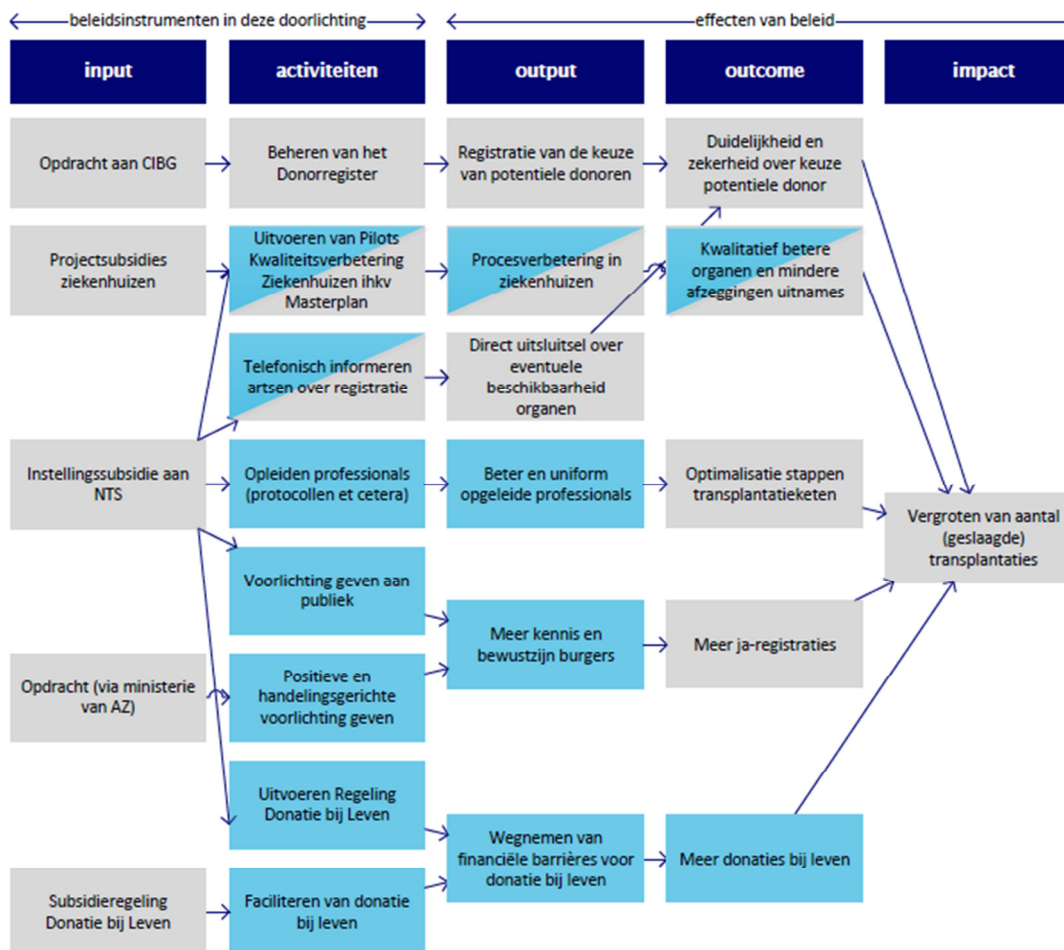 beleidsinstrumenten in deze doorlichting
effecten van beleid
input
activiteiten
output
outcome
impact
Opdracht aan CIBG
Beheren van het
Donorregister
Registratie van de keuze
van potentiele donoren
Duidelijkheid en
zekerheid over keuze
potentiele donor
Projectsubsidies
ziekenhuizen
Uitvoeren van Pilots
Kwaliteitsverbetering
Ziekenhuizen ihkv
Masterplan
Procesverbetering in
ziekenhuizen
Kwalitatief betere
organen en mindere
afzeggingen uitnames
Telefonisch informeren
artsen over registratie
Direct uitsluitsel over
eventuele
beschikbaarheid
organen
Instellingssubsidie aan
NTS
Opleiden professionals
(protocollen et cetera)
Beter en uniform
opgeleide professionals
Optimalisatie stappen
transplantatieketen
Vergroten van aantal
(geslaagde)
transplantaties
Voorlichting geven aan
publiek
Meer kennis en
bewustzijn burgers
Meer ja-registraties
Opdracht (via ministerie
van AZ)
Positieve en
handelingsgerichte
voorlichting geven
Uitvoeren Regeling
Donatie bij Leven
Wegnemen van
financiële barrières voor
donatie bij leven
Meer donaties bij leven
Subsidieregeling
Donatie bij Leven
Faciliteren van donatie
bij leven